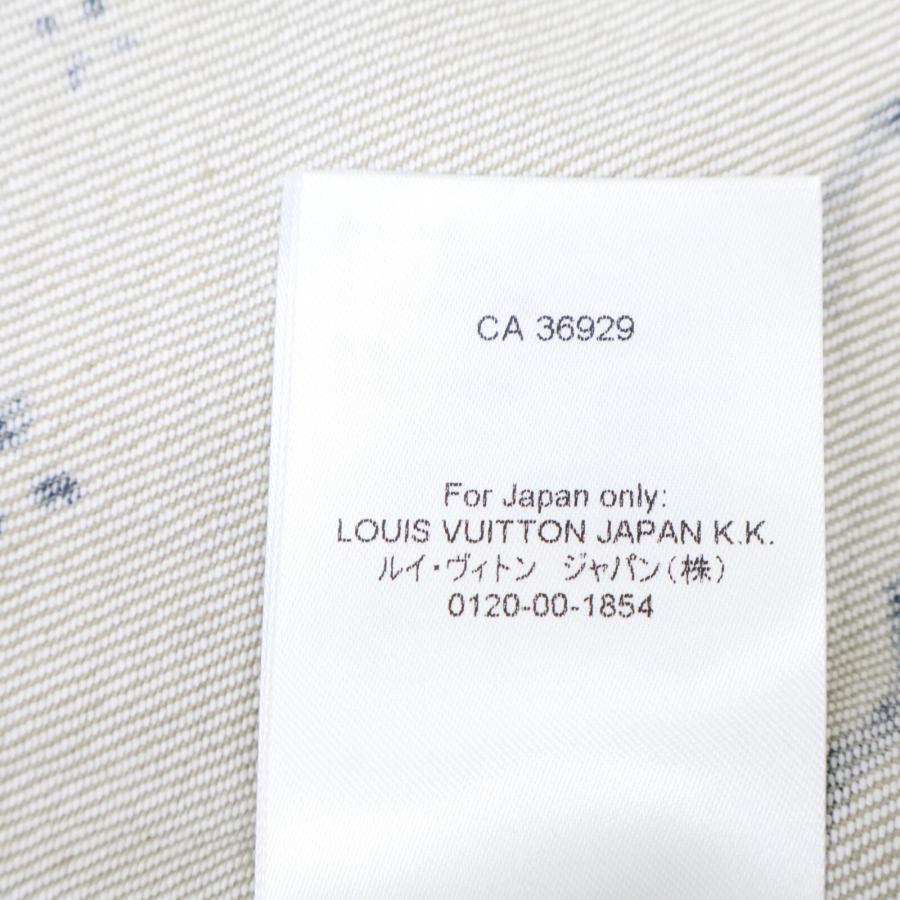 CA 36929
For Japan only:
LOUIS VUITTON JAPAN K.K.
ルイ・ヴィトン　ジャパン（株）
0120-00-1854